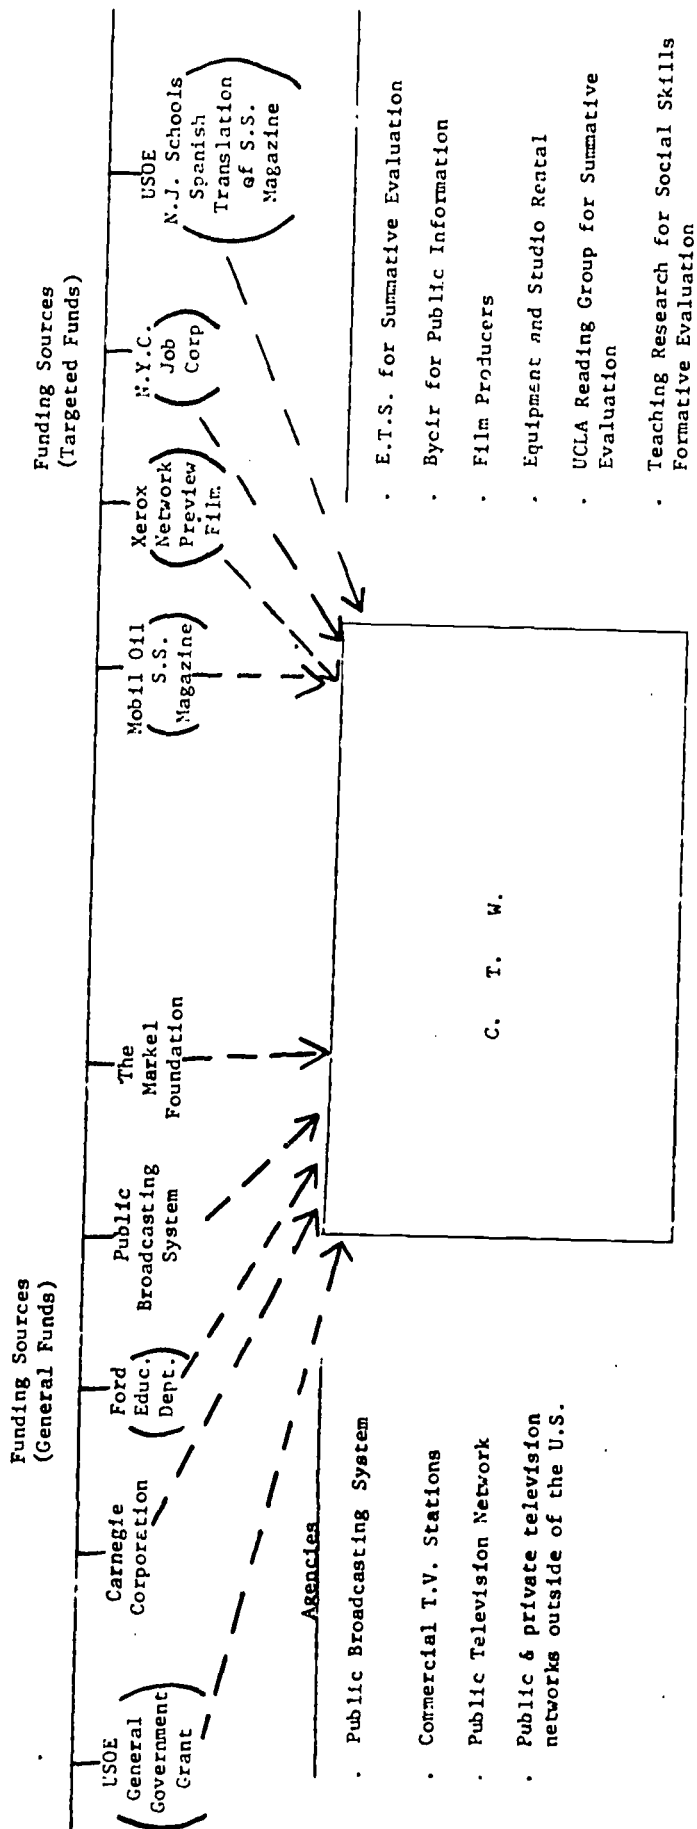 Funding Sources
(General Funds)
Funding Sources
(Targeted Funds)
USOE
(General
Government
Grant)
Carnegie
Corporation
Ford
(Educ.
Dept.)
Public
Broadcasting
System
The
Markel
Foundation
Mobil Oil
(S.S.
Magazine)
Xerox
(Network
Preview
Film)
N.Y.C.
(Job
Corp)
USOE
N.J. Schools
(Spanish
Translation
of S.S.
Magazine)
Agencies
· Public Broadcasting System
· Commercial T.V. Stations
· Public Television Network
· Public & private television
networks outside of the U.S.
C. T. W.
· E.T.S. for Summative Evaluation
· Bycir for Public Information
· Film Producers
· Equipment and Studio Rental
· UCLA Reading Group for Summative
Evaluation
· Teaching Research for Social Skills
Formative Evaluation